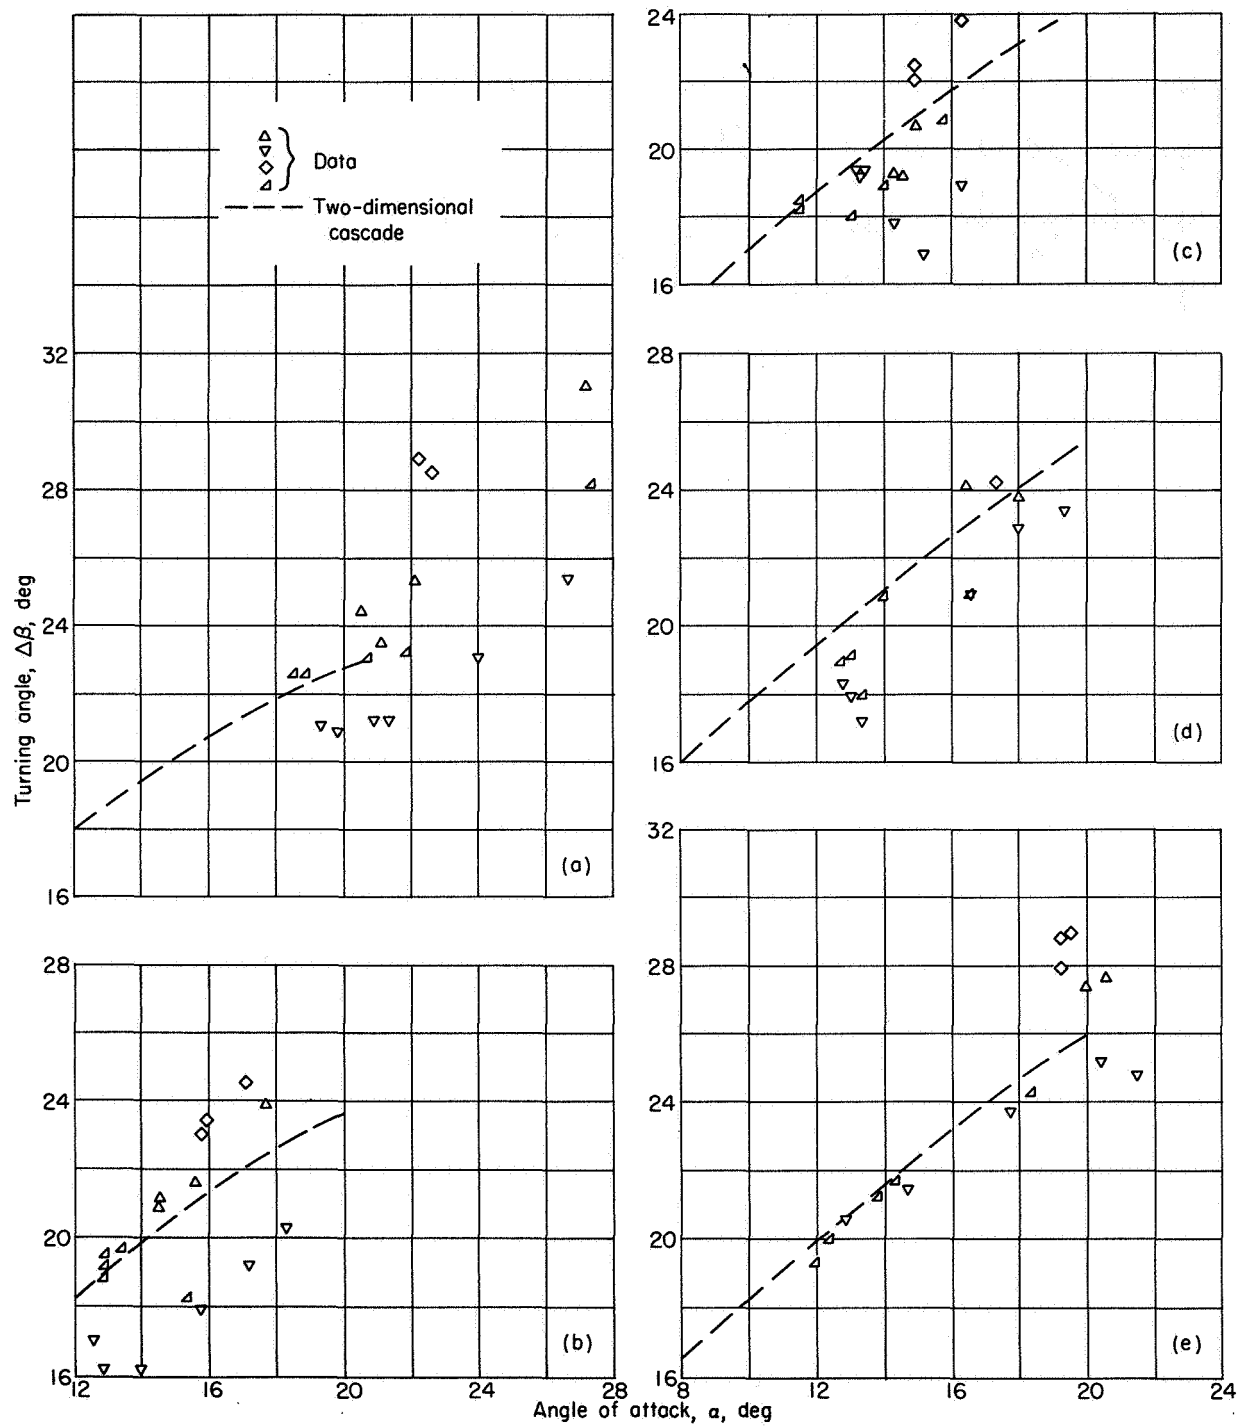 Data
Two-dimensional
cascade
32
28
24
20
16
(a)
Turning angle, Δβ, deg
28
24
20
16
(b)
12 16 20 24 28
24
20
16
(c)
28
24
20
16
(d)
32
28
24
20
16
(e)
8 12 16 20 24
Angle of attack, α, deg